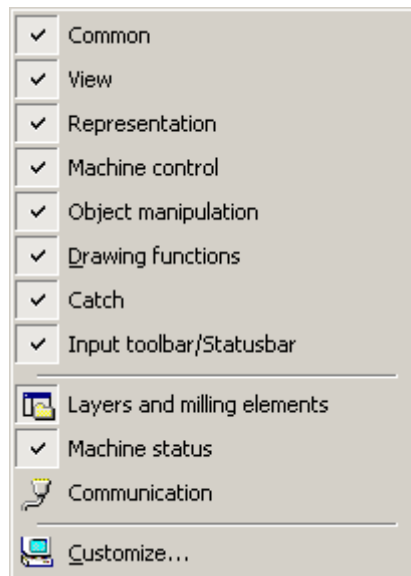 Common
View
Representation
Machine control
Object manipulation
Drawing functions
Catch
Input toolbar/Statusbar
Layers and milling elements
Machine status
Communication
Customize...